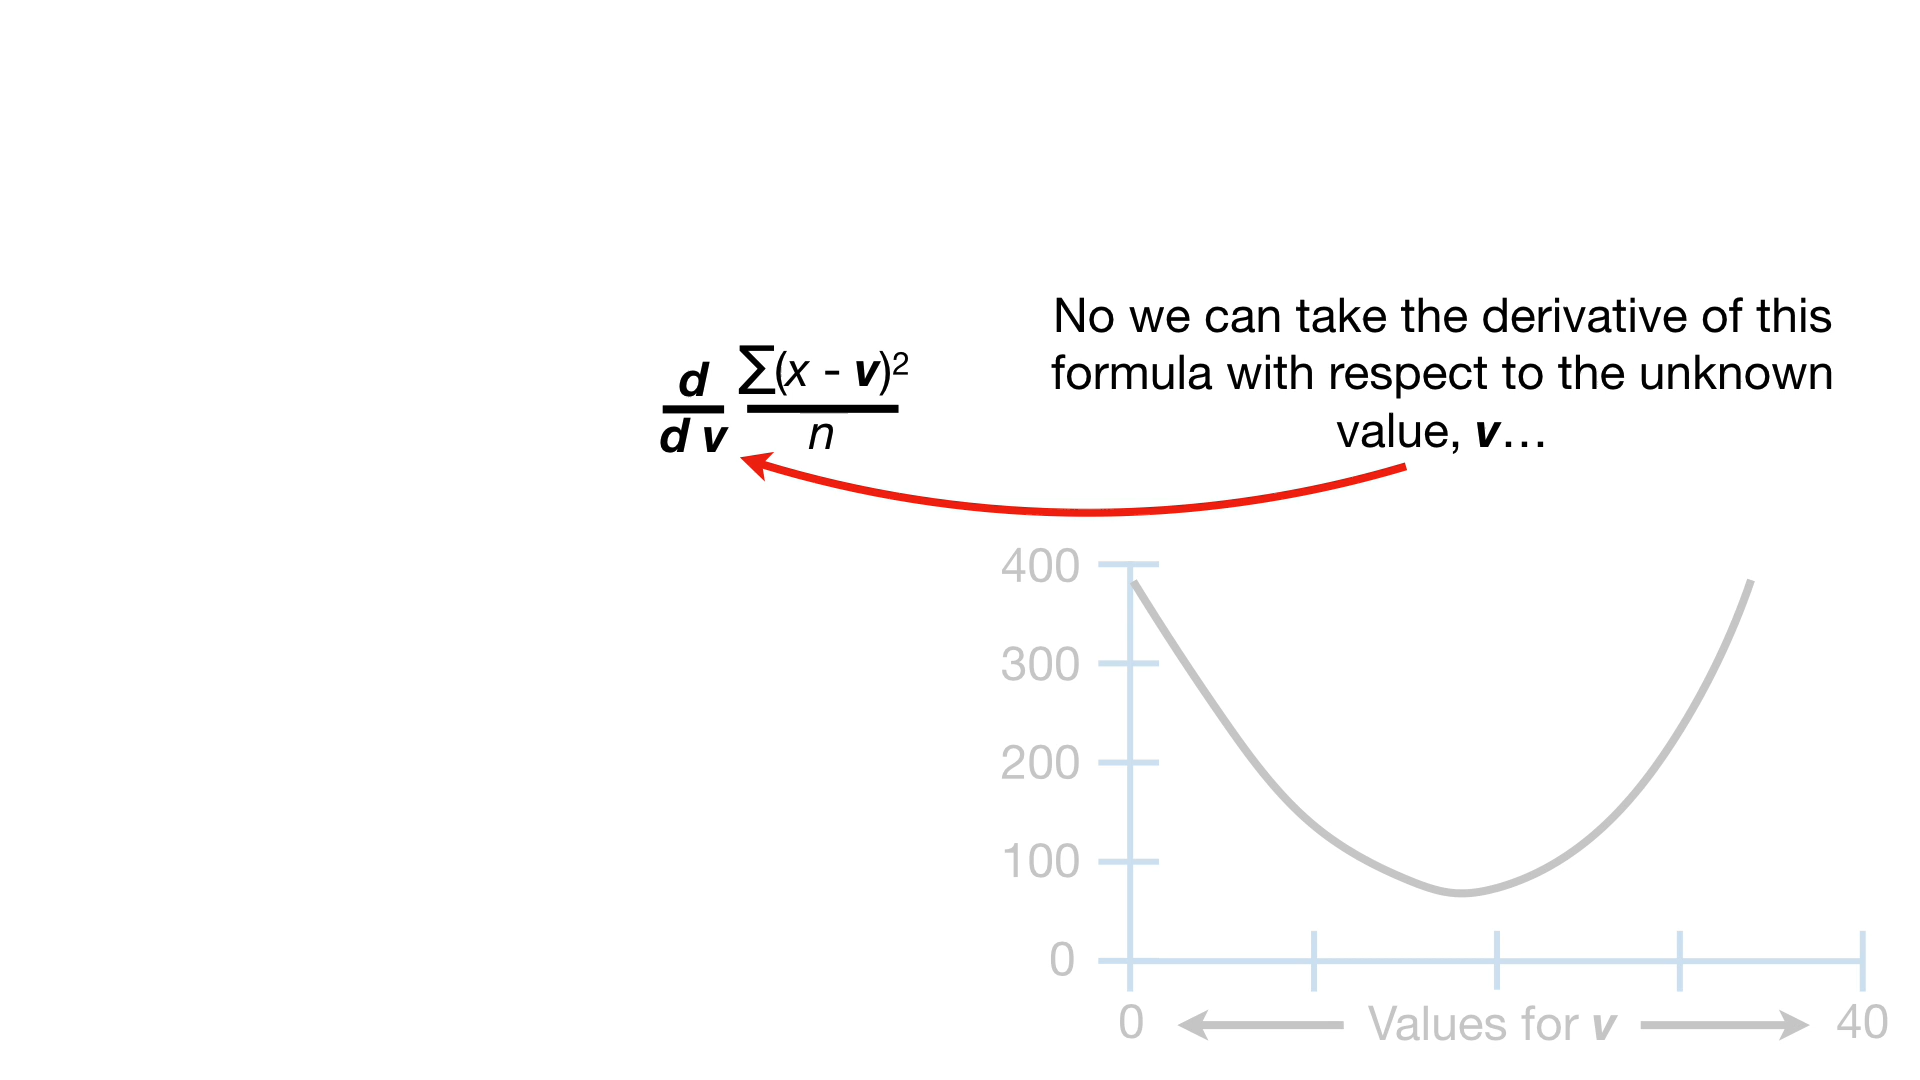 No we can take the derivative of this
formula with respect to the unknown
value, v…
d ∑(x - v)²
d v n
400
300
200
100
0
0 Values for v 40